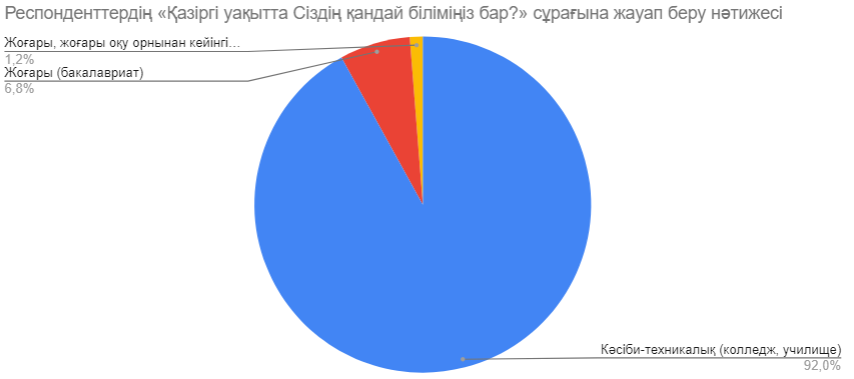 Респонденттердің «Қазіргі уақытта Сіздің қандай біліміңіз бар?» сұрағына жауап беру нәтижесі
Жоғары, жоғары оқу орнынан кейінгі…
1,2%
Жоғары (бакалавриат)
6,8%
Кәсіби-техникалық (колледж, училище)
92,0%